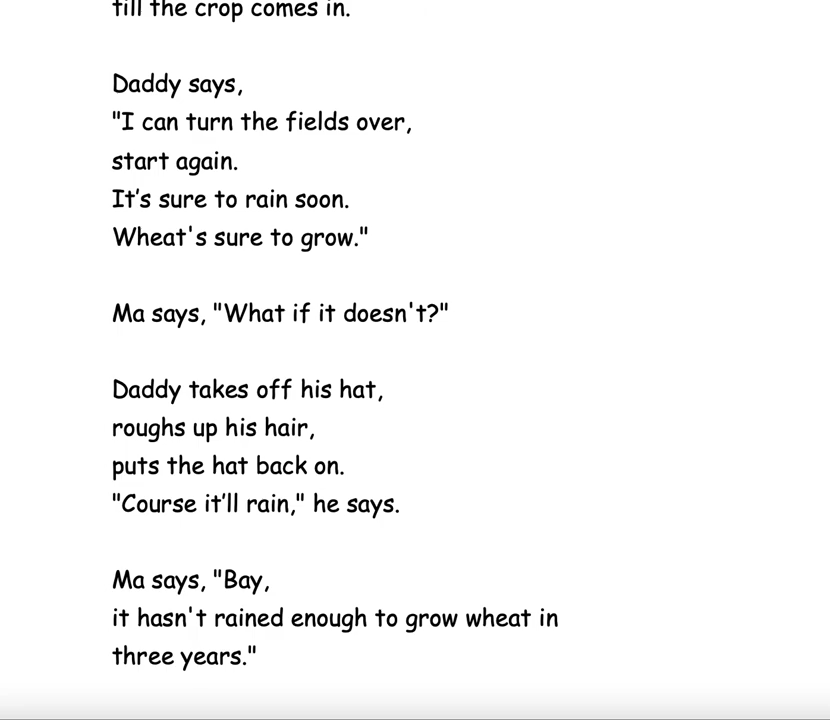 till the crop comes in.
Daddy says,
"I can turn the fields over,
start again.
It's sure to rain soon.
Wheat's sure to grow."
Ma says, "What if it doesn't?"
Daddy takes off his hat,
roughs up his hair,
puts the hat back on.
"Course it'll rain," he says.
Ma says, "Bay,
it hasn't rained enough to grow wheat in
three years."